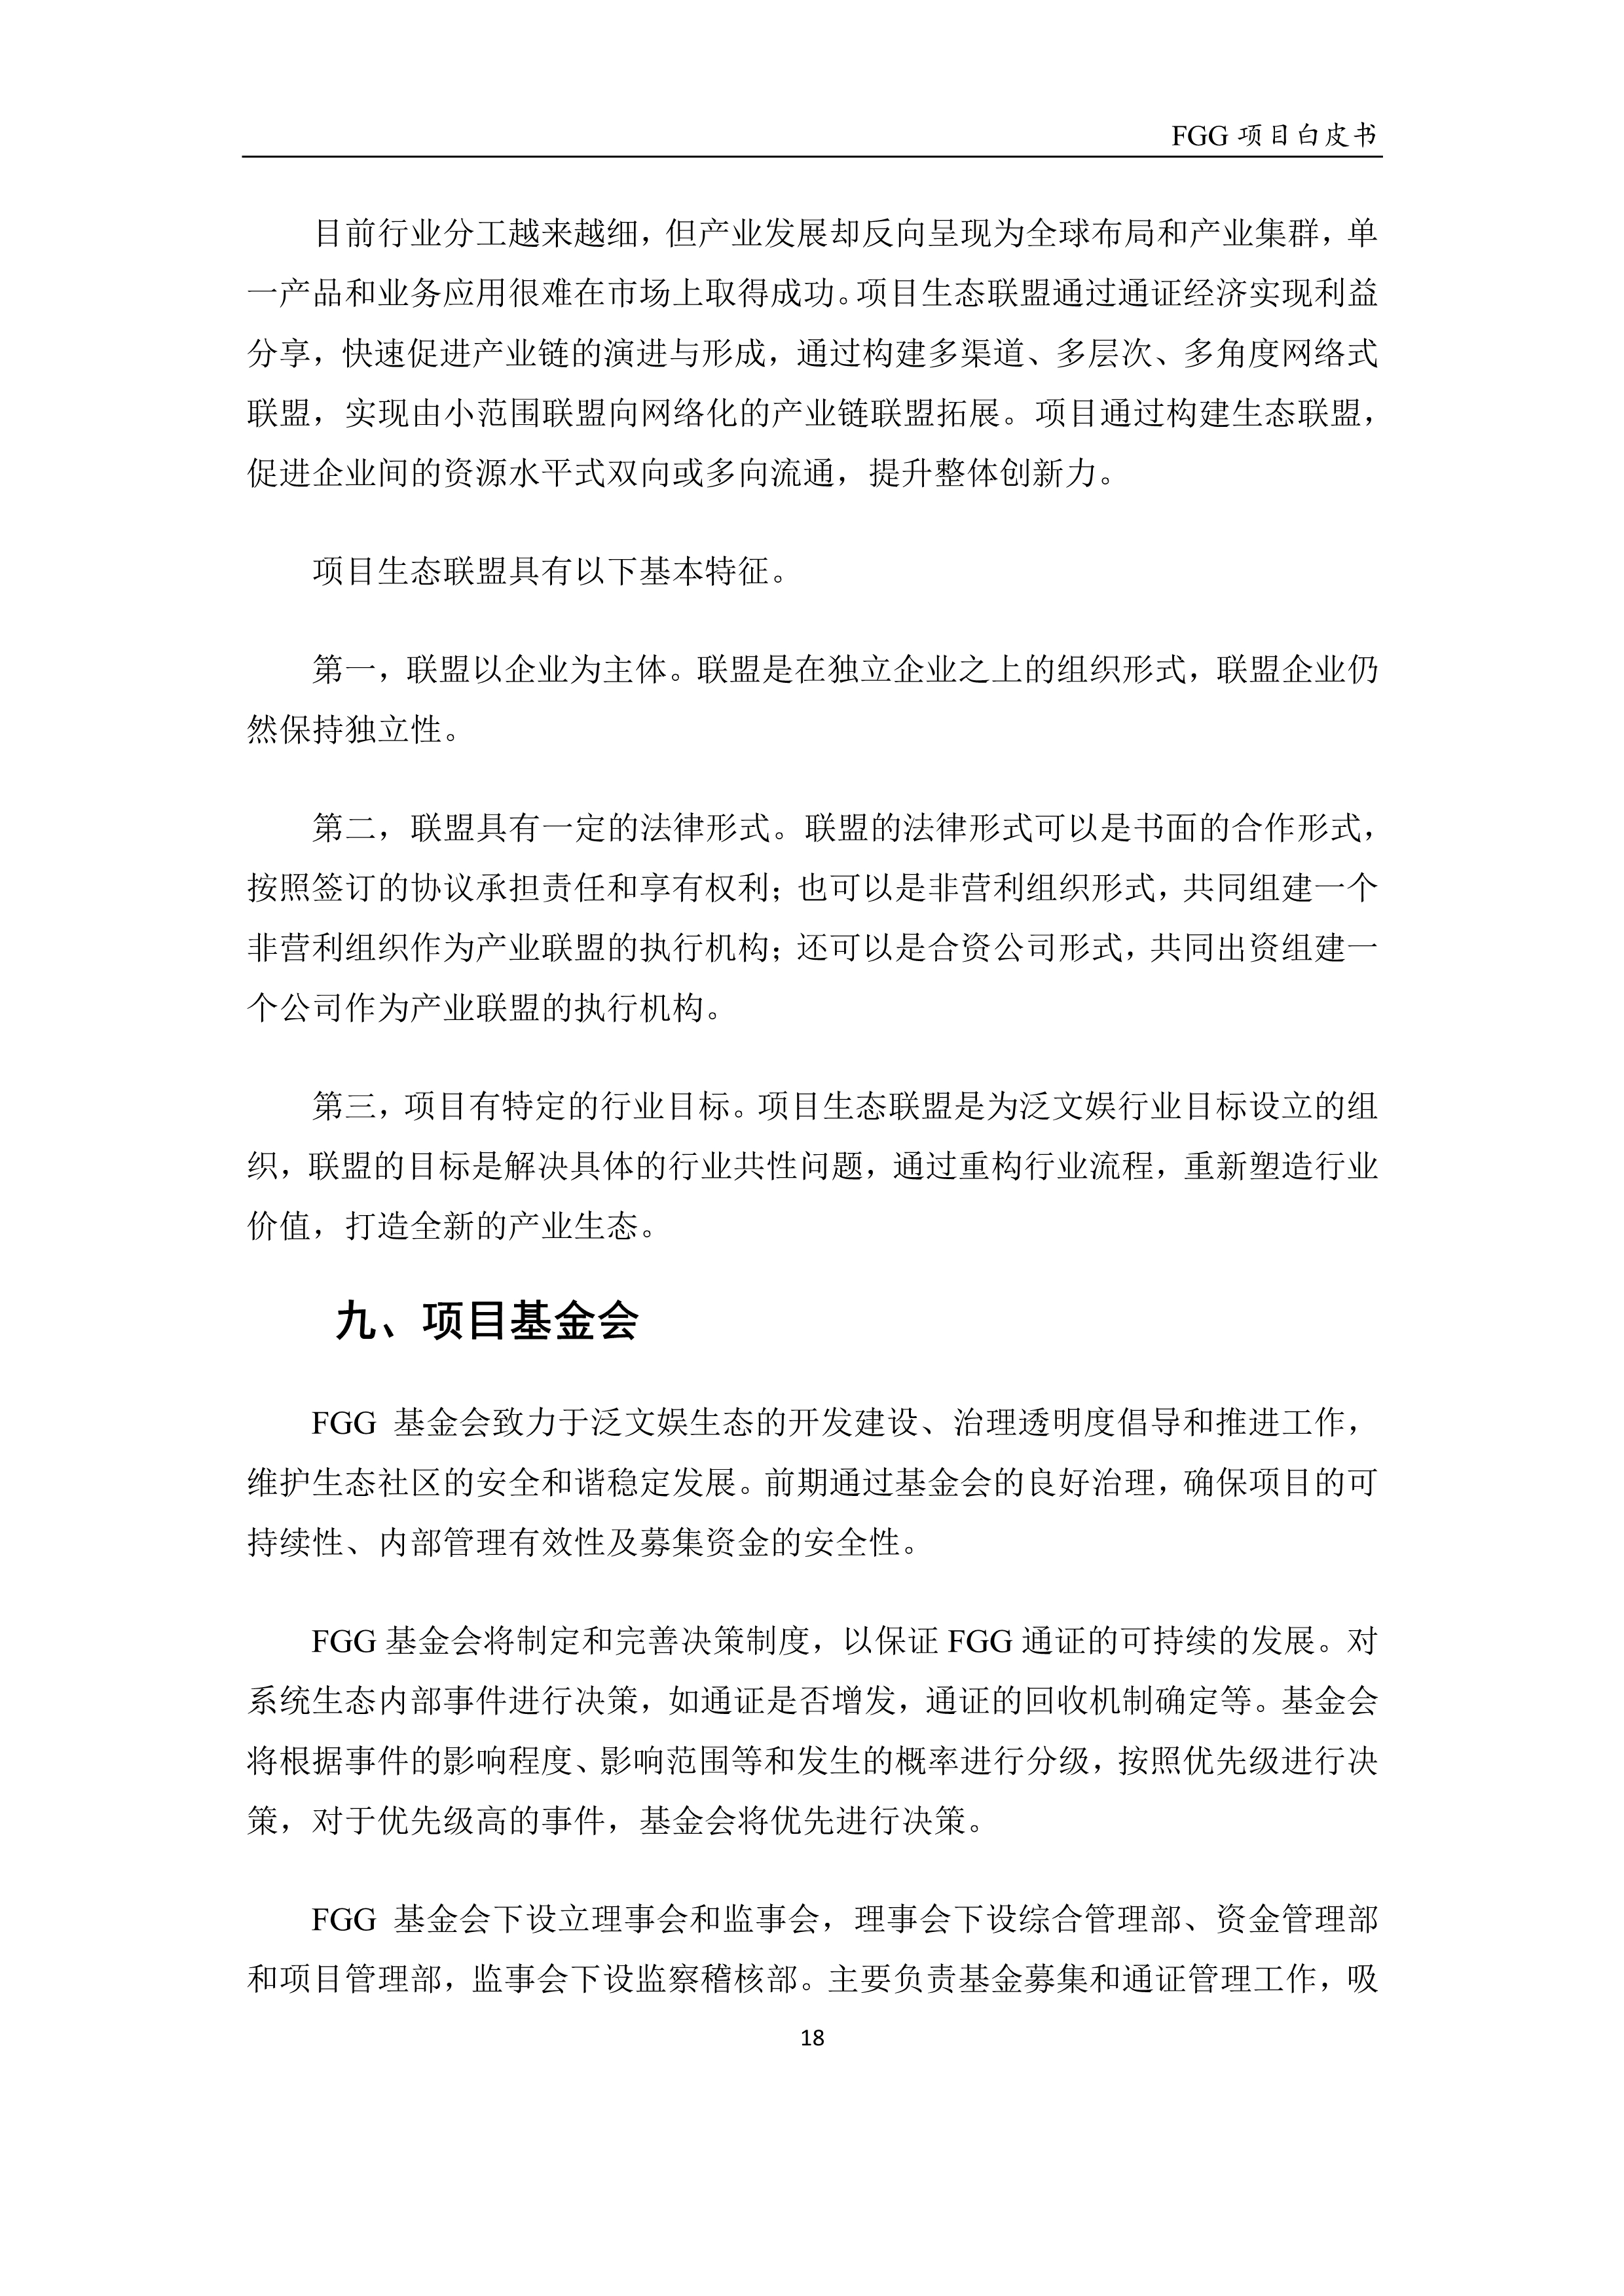 FGG 项目白皮书
目前行业分工越来越细，但产业发展却反向呈现为全球布局和产业集群，单
一产品和业务应用很难在市场上取得成功。项目生态联盟通过通证经济实现利益
分享，快速促进产业链的演进与形成，通过构建多渠道、多层次、多角度网络式
联盟，实现由小范围联盟向网络化的产业链联盟拓展。项目通过构建生态联盟，
促进企业间的资源水平式双向或多向流通，提升整体创新力。
项目生态联盟具有以下基本特征。
第一，联盟以企业为主体。联盟是在独立企业之上的组织形式，联盟企业仍
然保持独立性。
第二，联盟具有一定的法律形式。联盟的法律形式可以是书面的合作形式，
按照签订的协议承担责任和享有权利；也可以是非营利组织形式，共同组建一个
非营利组织作为产业联盟的执行机构；还可以是合资公司形式，共同出资组建一
个公司作为产业联盟的执行机构。
第三，项目有特定的行业目标。项目生态联盟是为泛文娱行业目标设立的组
织，联盟的目标是解决具体的行业共性问题，通过重构行业流程，重新塑造行业
价值，打造全新的产业生态。
九、项目基金会
FGG 基金会致力于泛文娱生态的开发建设、治理透明度倡导和推进工作，
维护生态社区的安全和谐稳定发展。前期通过基金会的良好治理，确保项目的可
持续性、内部管理有效性及募集资金的安全性。
FGG 基金会将制定和完善决策制度，以保证 FGG 通证的可持续的发展。对
系统生态内部事件进行决策，如通证是否增发，通证的回收机制确定等。基金会
将根据事件的影响程度、影响范围等和发生的概率进行分级，按照优先级进行决
策，对于优先级高的事件，基金会将优先进行决策。
FGG 基金会下设立理事会和监事会，理事会下设综合管理部、资金管理部
和项目管理部，监事会下设监察稽核部。主要负责基金募集和通证管理工作，吸
18